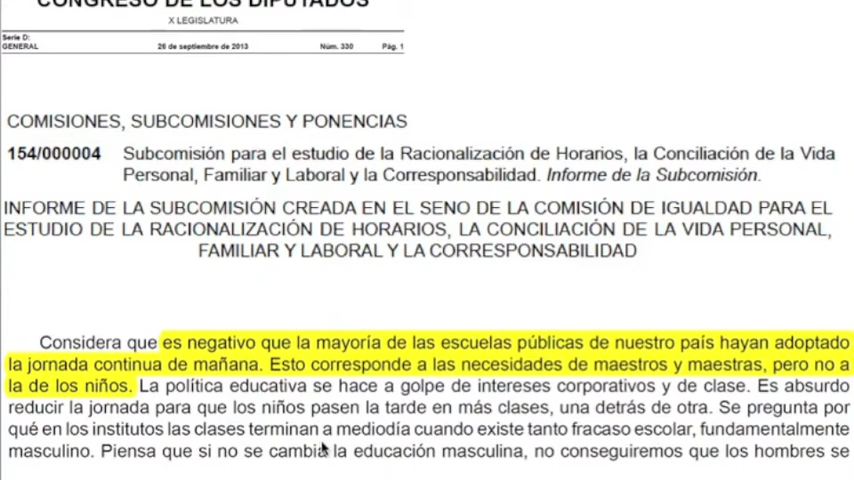 CONGRESO DE LOS DIPUTADOS
X LEGISLATURA
Serie D:
GENERAL 26 de septiembre de 2013 Núm. 330 Pág. 1
COMISIONES, SUBCOMISIONES Y PONENCIAS
154/000004 Subcomisión para el estudio de la Racionalización de Horarios, la Conciliación de la Vida
Personal, Familiar y Laboral y la Corresponsabilidad. Informe de la Subcomisión.
INFORME DE LA SUBCOMISIÓN CREADA EN EL SENO DE LA COMISIÓN DE IGUALDAD PARA EL
ESTUDIO DE LA RACIONALIZACIÓN DE HORARIOS, LA CONCILIACIÓN DE LA VIDA PERSONAL,
FAMILIAR Y LABORAL Y LA CORRESPONSABILIDAD
Considera que es negativo que la mayoría de las escuelas públicas de nuestro país hayan adoptado
la jornada continua de mañana. Esto corresponde a las necesidades de maestros y maestras, pero no a
la de los niños. La política educativa se hace a golpe de intereses corporativos y de clase. Es absurdo
reducir la jornada para que los niños pasen la tarde en más clases, una detrás de otra. Se pregunta por
qué en los institutos las clases terminan a mediodía cuando existe tanto fracaso escolar, fundamentalmente
masculino. Piensa que si no se cambia la educación masculina, no conseguiremos que los hombres se